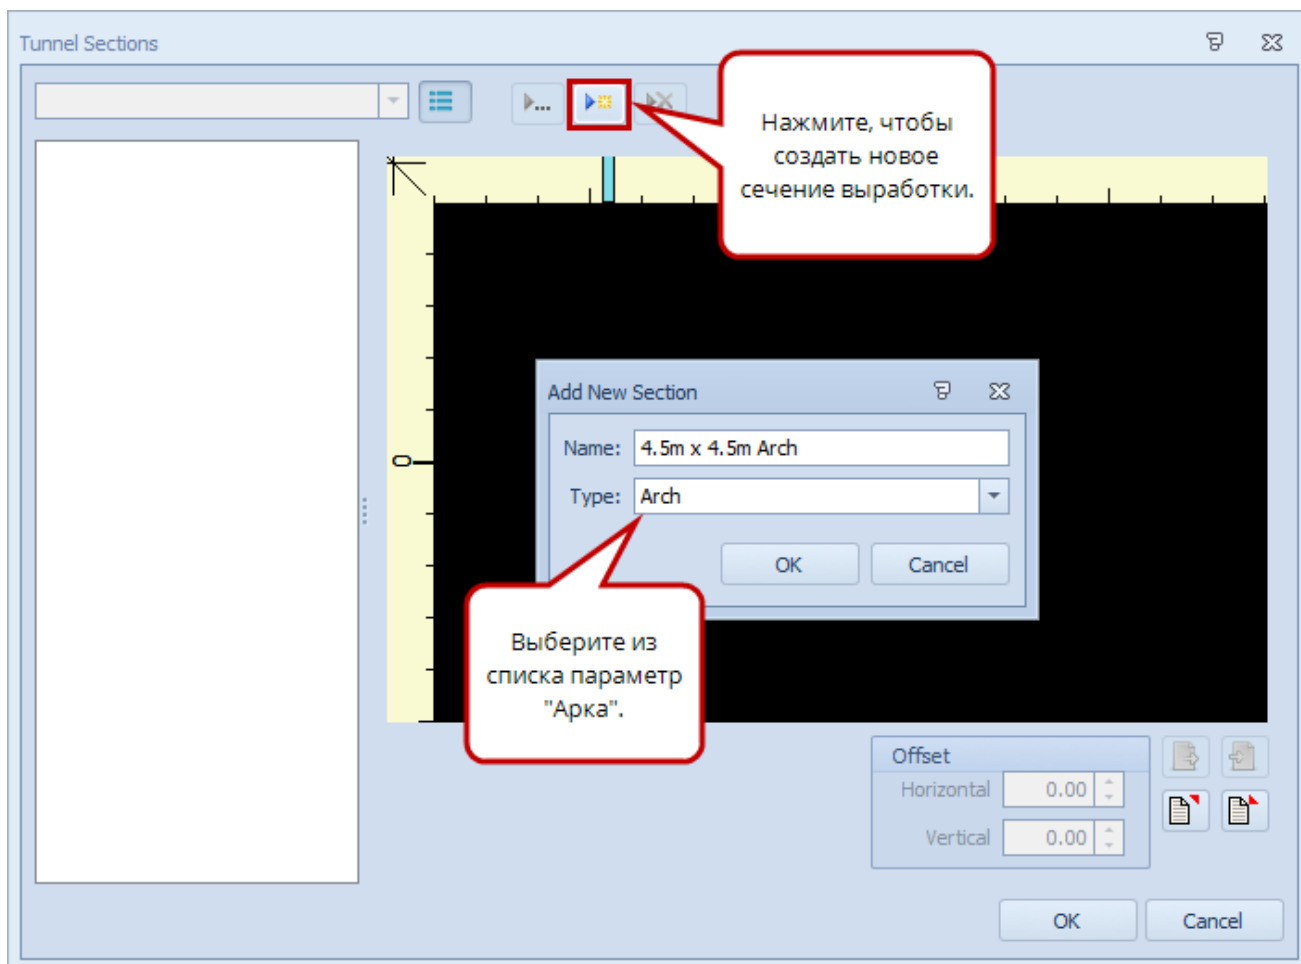 Tunnel Sections
Нажмите, чтобы
создать новое
сечение выработки.
Add New Section
Name: 4.5m x 4.5m Arch
Type: Arch
OK Cancel
0
Выберите из
списка параметр
"Арка".
Offset
Horizontal 0.00
Vertical 0.00
OK Cancel